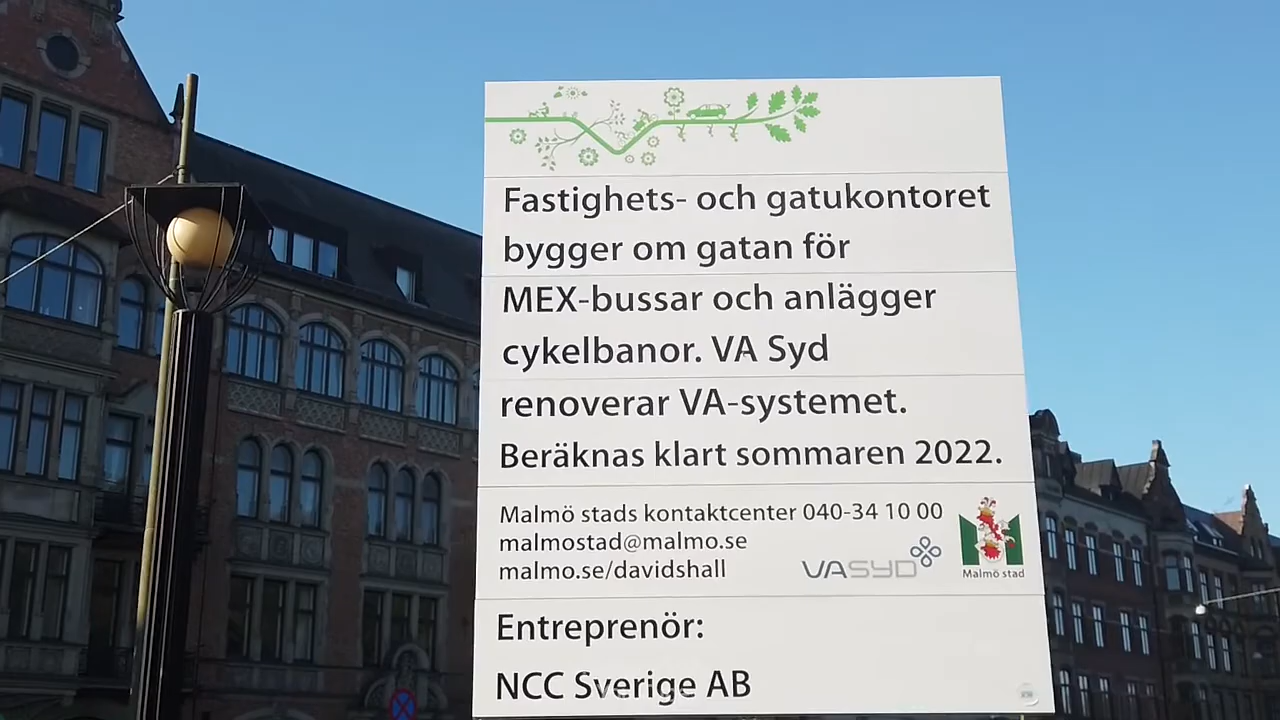 Fastighets- och gatukontoret
bygger om gatan för
MEX-bussar och anlägger
cykelbanor. VA Syd
renoverar VA-systemet.
Beräknas klart sommaren 2022.
Malmö stads kontaktcenter 040-34 10 00
malmostad@malmo.se
malmo.se/davidshall
VASYD
Malmö stad
Entreprenör:
NCC Sverige AB